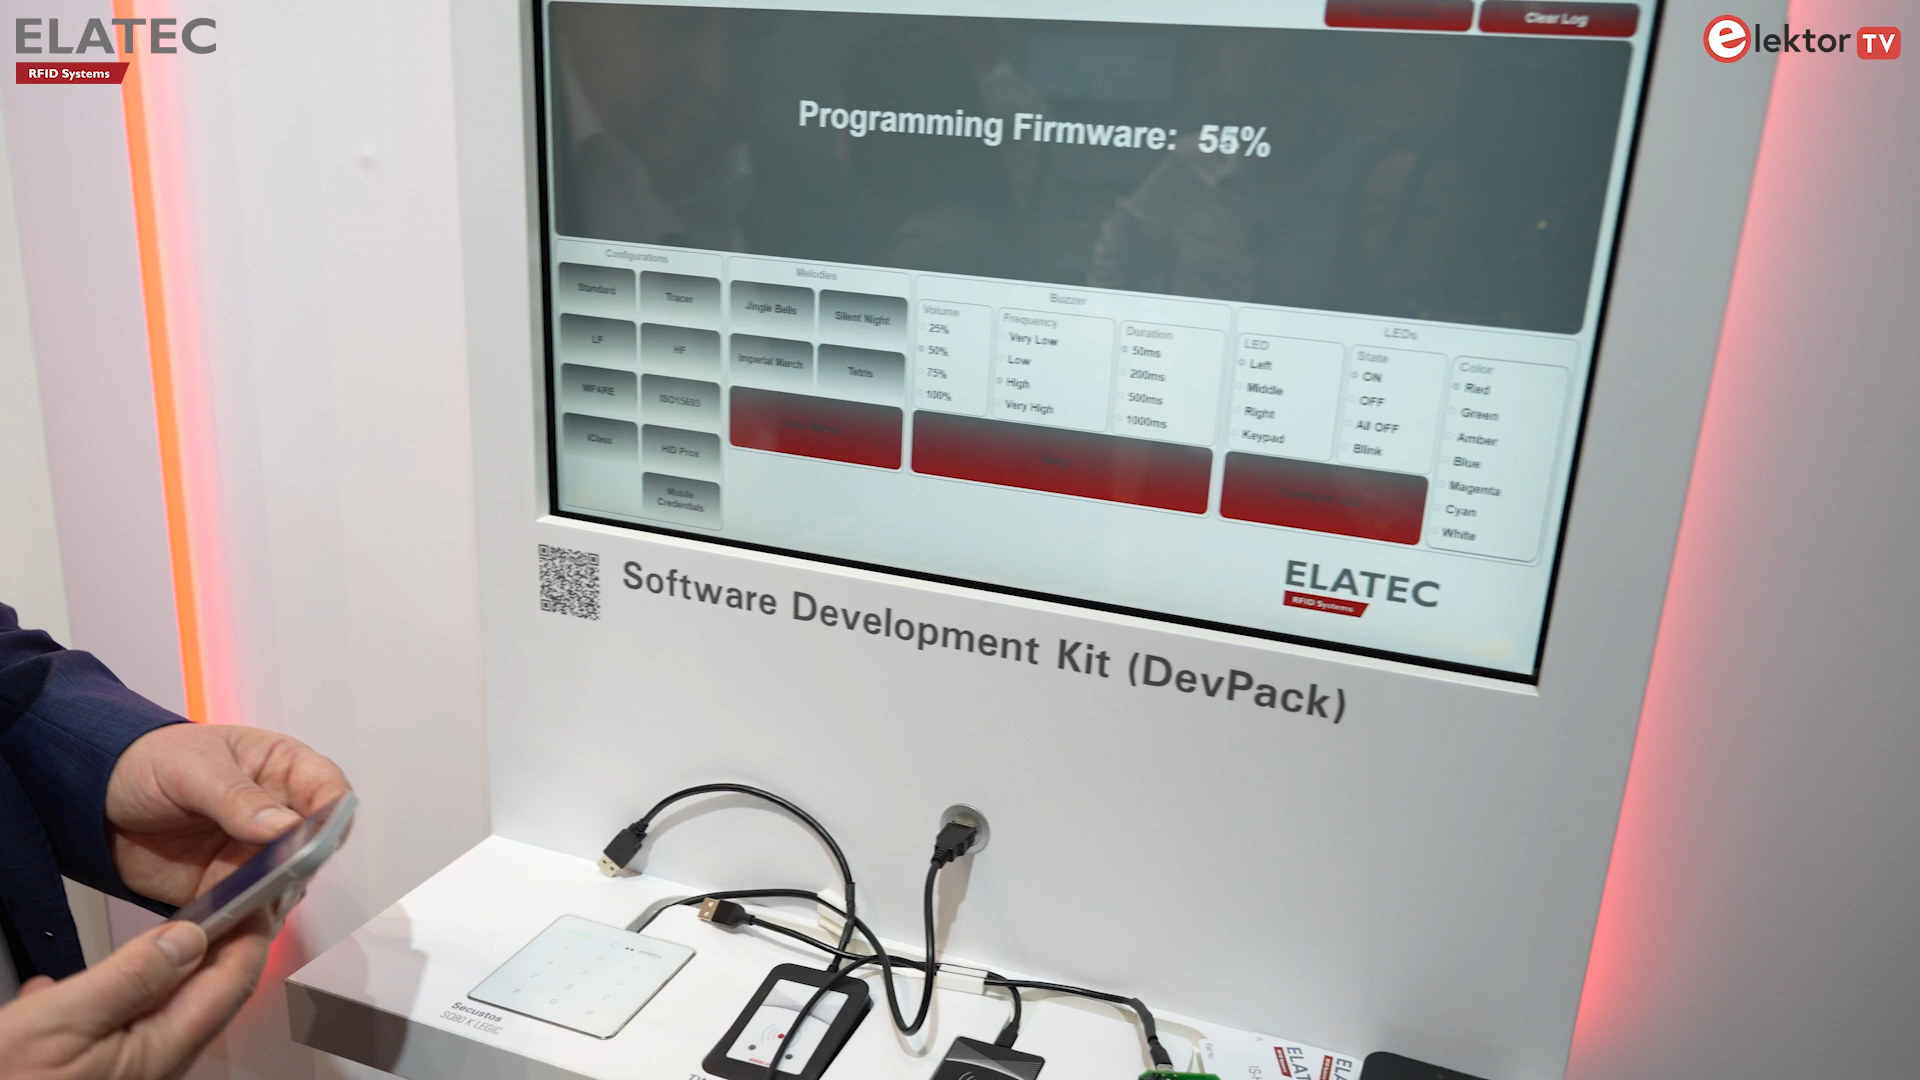 ELATEC
RFID Systems
elektor TV
Clear Log
Programming Firmware: 55%
Configurations
Standard
Tracer
LF
HF
MIFARE
ISO15693
iClass
HID Prox
Mobile
Credentials
Melodies
Jingle Bells
Silent Night
Imperial March
Tetris
Buzzer
Volume
25%
50%
75%
100%
Frequency
Very Low
Low
High
Very High
Duration
50ms
200ms
500ms
1000ms
LEDs
LED
Left
Middle
Right
Keypad
State
ON
OFF
All OFF
Blink
Color
Red
Green
Amber
Blue
Magenta
Cyan
White
ELATEC
RFID Systems
Software Development Kit (DevPack)
Secustos
SQ80 K LEGIC